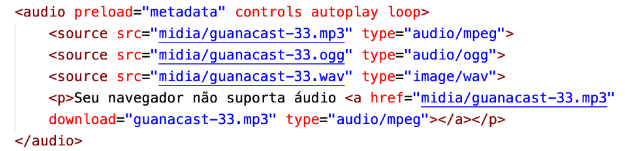 <audio preload="metadata" controls autoplay loop>
<source src="midia/guanacast-33.mp3" type="audio/mpeg">
<source src="midia/guanacast-33.ogg" type="audio/ogg">
<source src="midia/guanacast-33.wav" type="image/wav">
<p>Seu navegador não suporta áudio <a href="midia/guanacast-33.mp3"
download="guanacast-33.mp3" type="audio/mpeg"></a></p>
</audio>